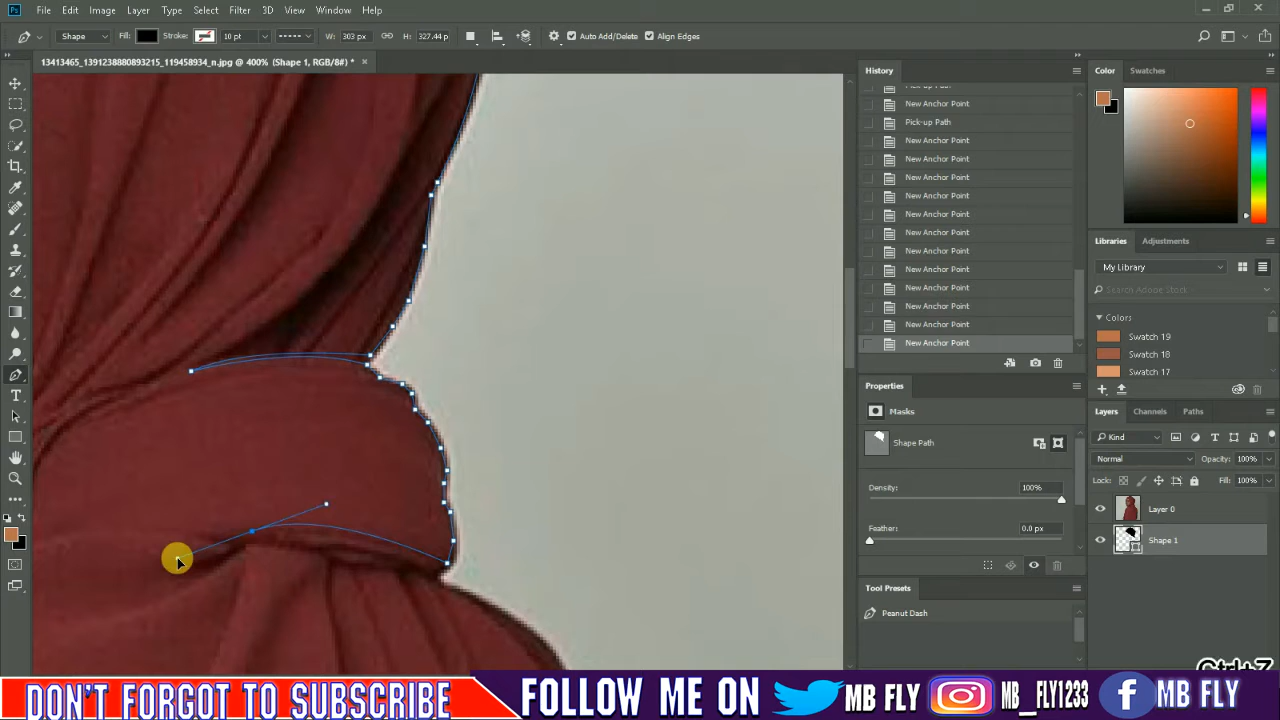 Ps File Edit Image Layer Type Select Filter 3D View Window Help
Shape Fill: Stroke: 10 pt W: 303 px H: 327.44 p Auto Add/Delete Align Edges
13413465_1391238880893215_119458934_n.jpg @ 400% (Shape 1, RGB/8#) *
History
Pick-up Path
New Anchor Point
Pick-up Path
New Anchor Point
New Anchor Point
New Anchor Point
New Anchor Point
New Anchor Point
New Anchor Point
New Anchor Point
New Anchor Point
New Anchor Point
New Anchor Point
New Anchor Point
New Anchor Point
Properties
Masks
Shape Path
Density: 100%
Feather: 0.0 px
Tool Presets
Peanut Dash
Color Swatches
Libraries Adjustments
My Library
Search Adobe Stock
Colors
Swatch 19
Swatch 18
Swatch 17
Layers Channels Paths
Kind
Normal Opacity: 100%
Lock: Fill: 100%
Layer 0
Shape 1
Ctrl+Z
DON'T FORGOT TO SUBSCRIBE FOLLOW ME ON MB FLY MB_FLY1233 MB FLY